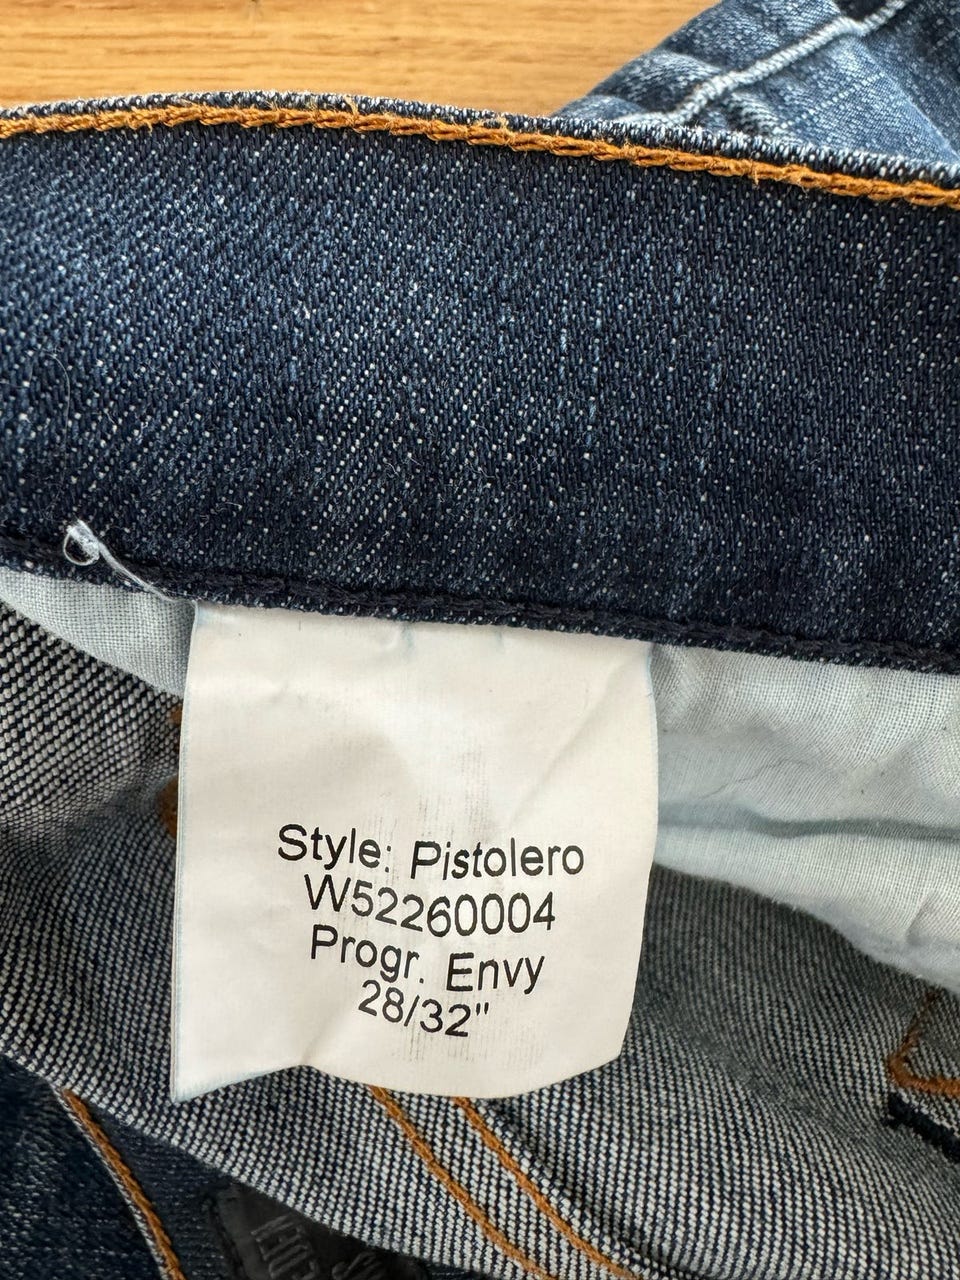 Style: Pistolero
W52260004
Progr. Envy
28/32"